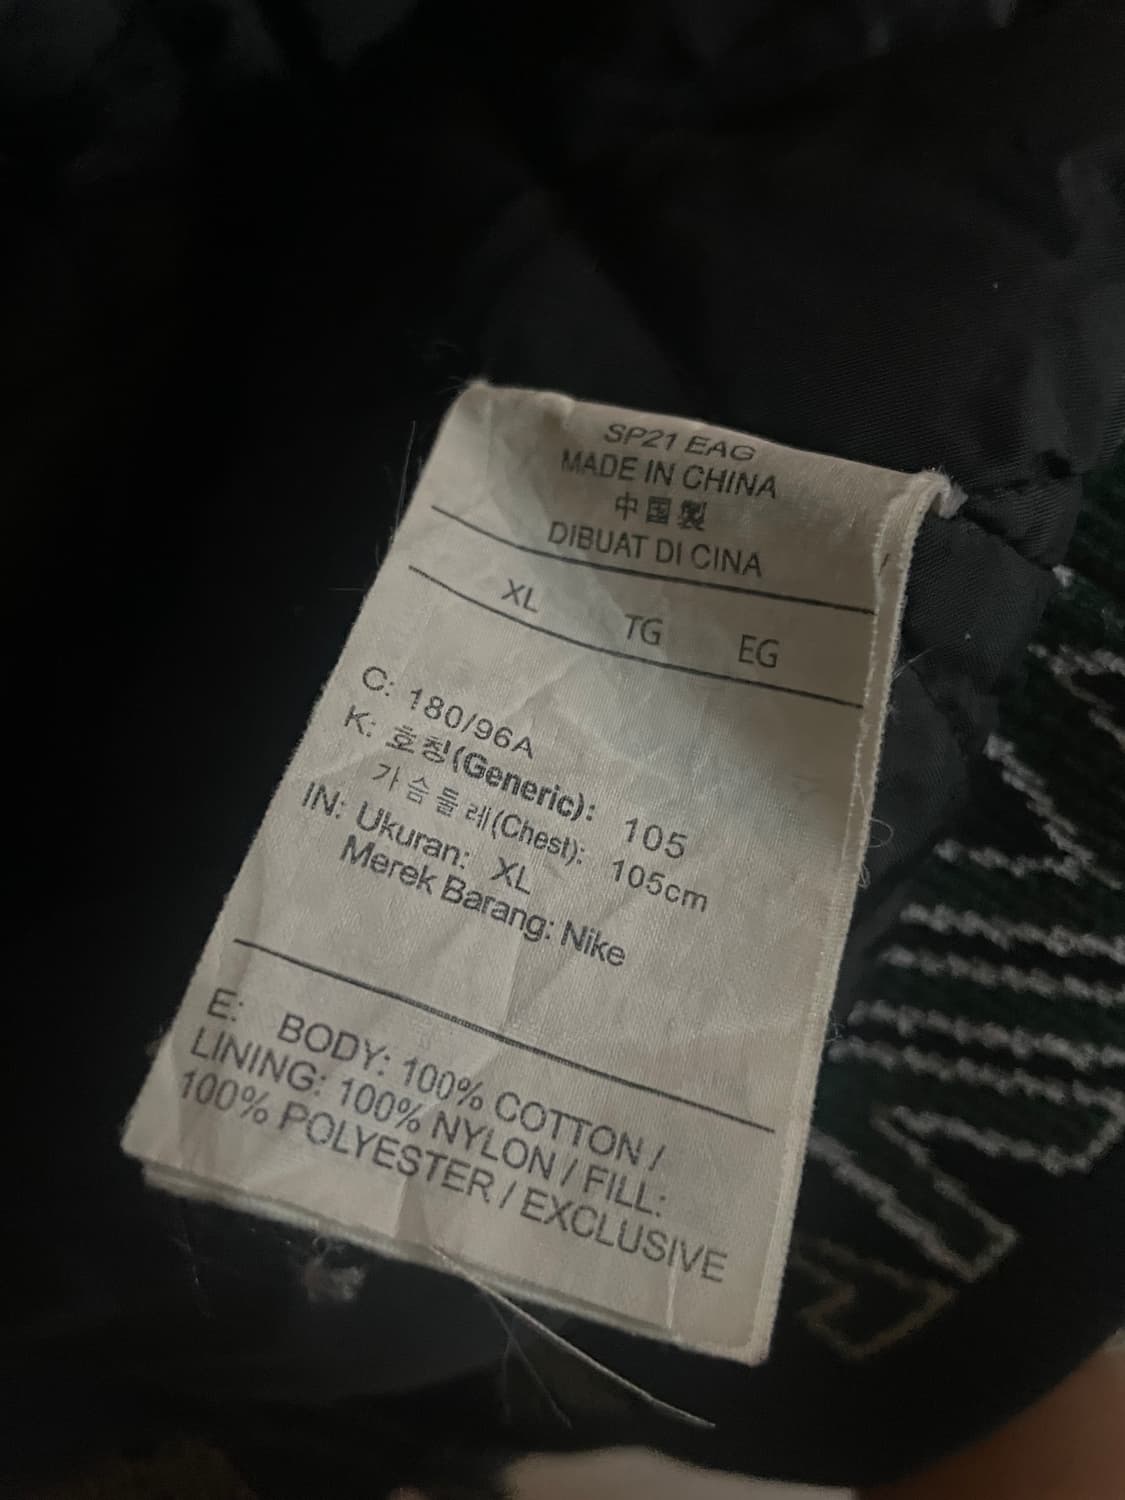 SP21 EAG
MADE IN CHINA
中国製
DIBUAT DI CINA
XL TG EG
C: 180/96A
K: 호칭(Generic): 105
가슴둘레(Chest): 105cm
IN: Ukuran: XL
Merek Barang: Nike
E: BODY: 100% COTTON /
LINING: 100% NYLON / FILL:
100% POLYESTER / EXCLUSIVE